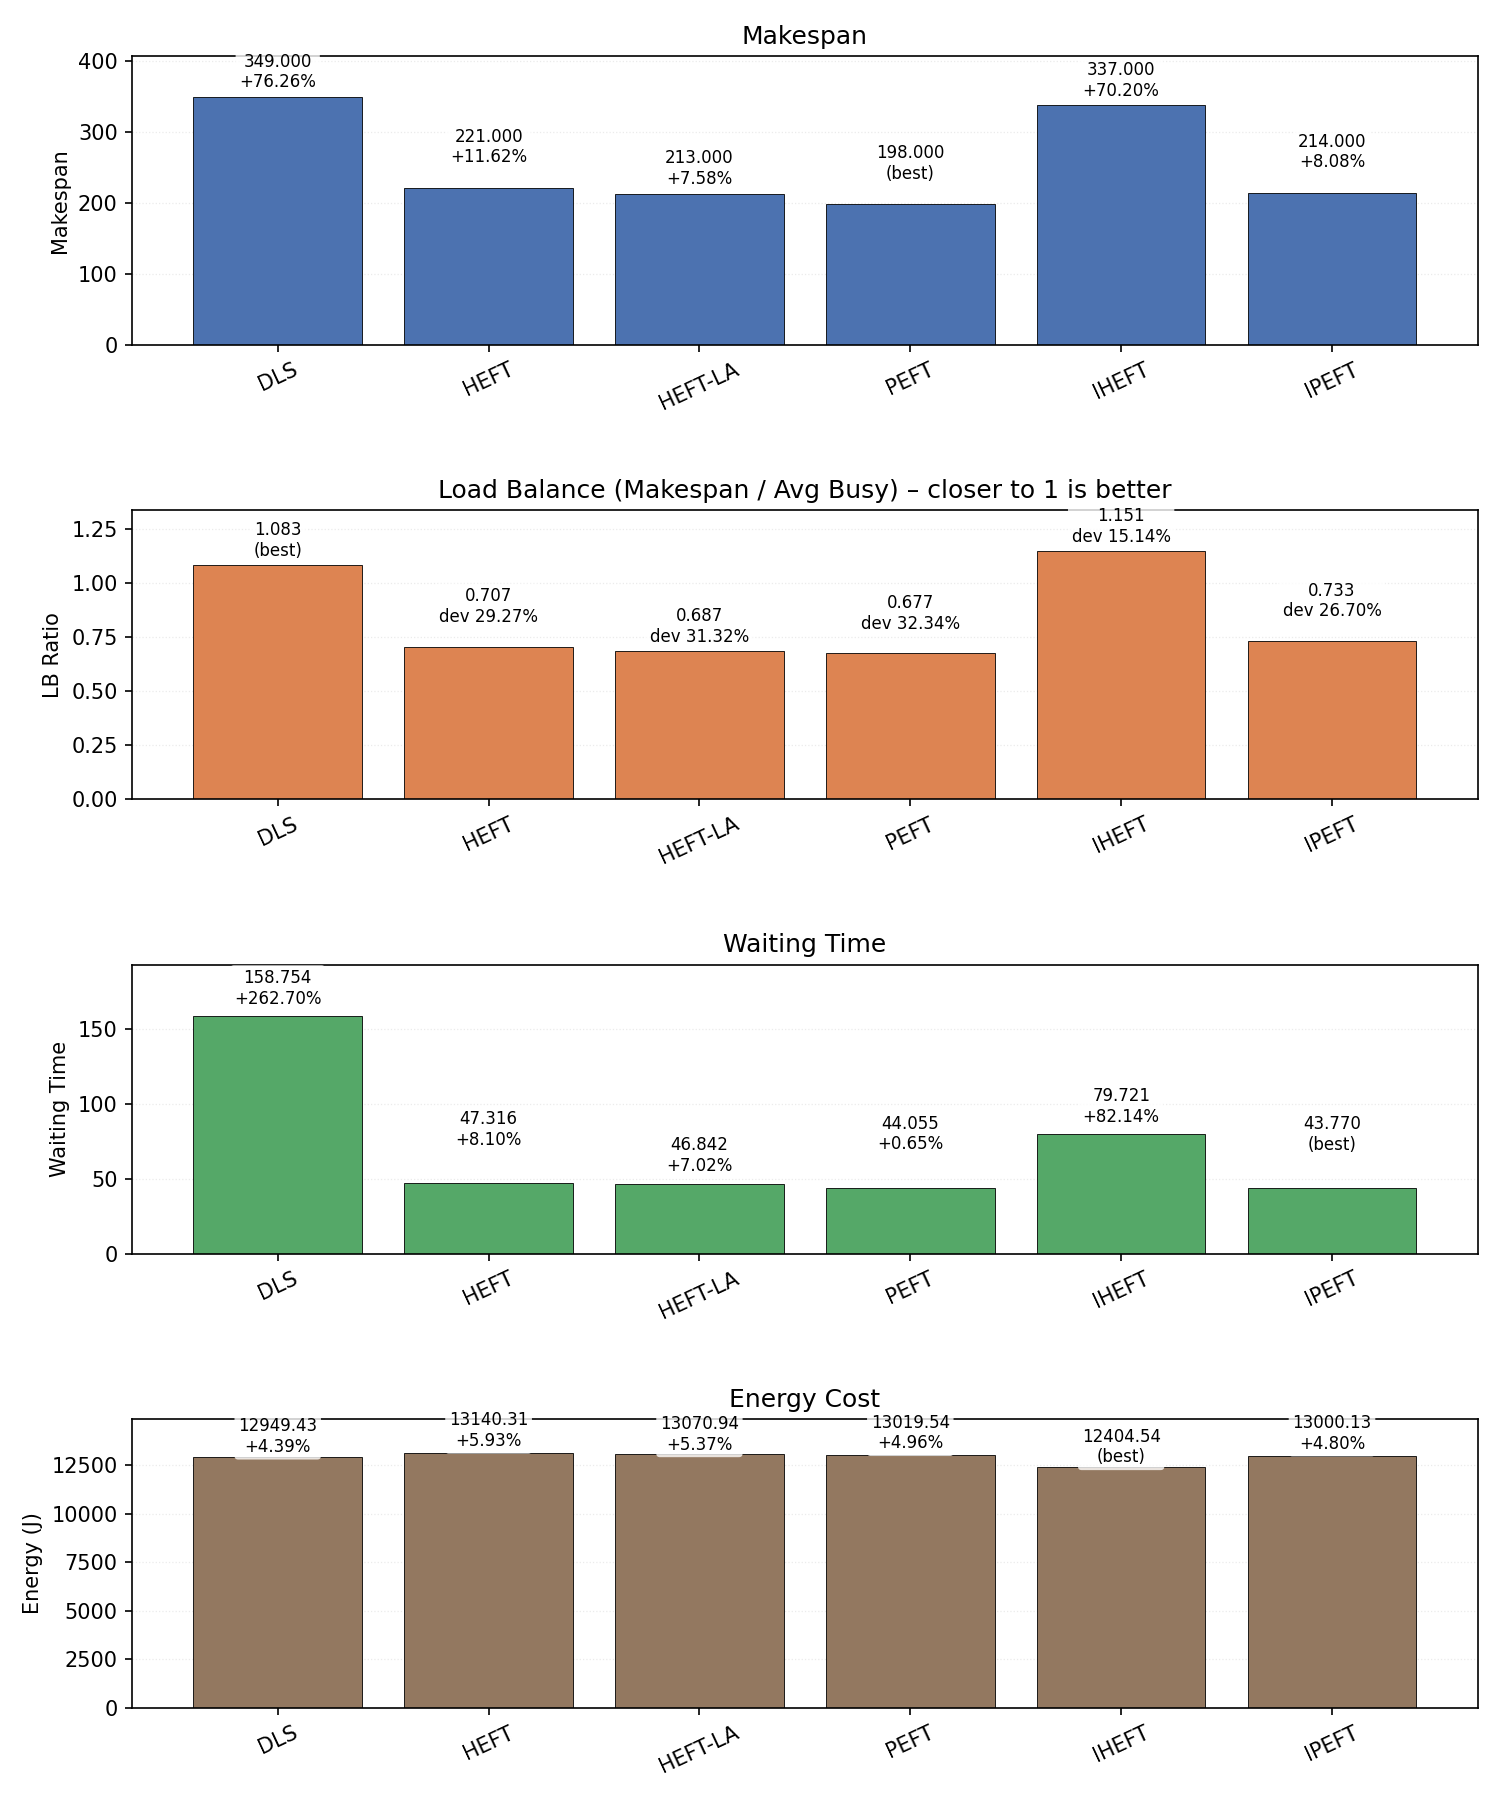 Makespan
Makespan
400
300
200
100
0
349.000
+76.26%
221.000
+11.62%
213.000
+7.58%
198.000
(best)
337.000
+70.20%
214.000
+8.08%
DLS
HEFT
HEFT-LA
PEFT
IHEFT
IPEFT
Load Balance (Makespan / Avg Busy) – closer to 1 is better
LB Ratio
1.25
1.00
0.75
0.50
0.25
0.00
1.083
(best)
0.707
dev 29.27%
0.687
dev 31.32%
0.677
dev 32.34%
1.151
dev 15.14%
0.733
dev 26.70%
DLS
HEFT
HEFT-LA
PEFT
IHEFT
IPEFT
Waiting Time
Waiting Time
150
100
50
0
158.754
+262.70%
47.316
+8.10%
46.842
+7.02%
44.055
+0.65%
79.721
+82.14%
43.770
(best)
DLS
HEFT
HEFT-LA
PEFT
IHEFT
IPEFT
Energy Cost
Energy (J)
12500
10000
7500
5000
2500
0
12949.43
+4.39%
13140.31
+5.93%
13070.94
+5.37%
13019.54
+4.96%
12404.54
(best)
13000.13
+4.80%
DLS
HEFT
HEFT-LA
PEFT
IHEFT
IPEFT